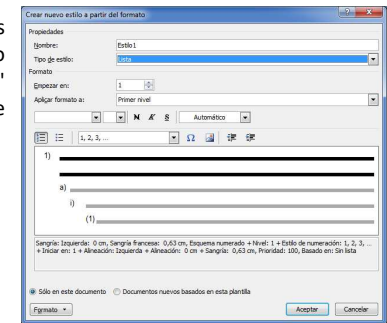 s
o
"
e
Crear nuevo estilo a partir del formato
Propiedades
Nombre:
Estilo1
Tipo de estilo:
Lista
Formato
Empezar en:
1
Aplicar formato a:
Primer nivel
N K S Automático
1, 2, 3, ...
Ω
1)
a)
i)
(1)
Sangría: Izquierda: 0 cm, Sangría francesa: 0,63 cm, Esquema numerado + Nivel: 1 + Estilo de numeración: 1, 2, 3, ...
+ Iniciar en: 1 + Alineación: Izquierda + Alineación: 0 cm + Sangría: 0,63 cm, Prioridad: 100, Basado en: Sin lista
Sólo en este documento Documentos nuevos basados en esta plantilla
Formato Aceptar Cancelar